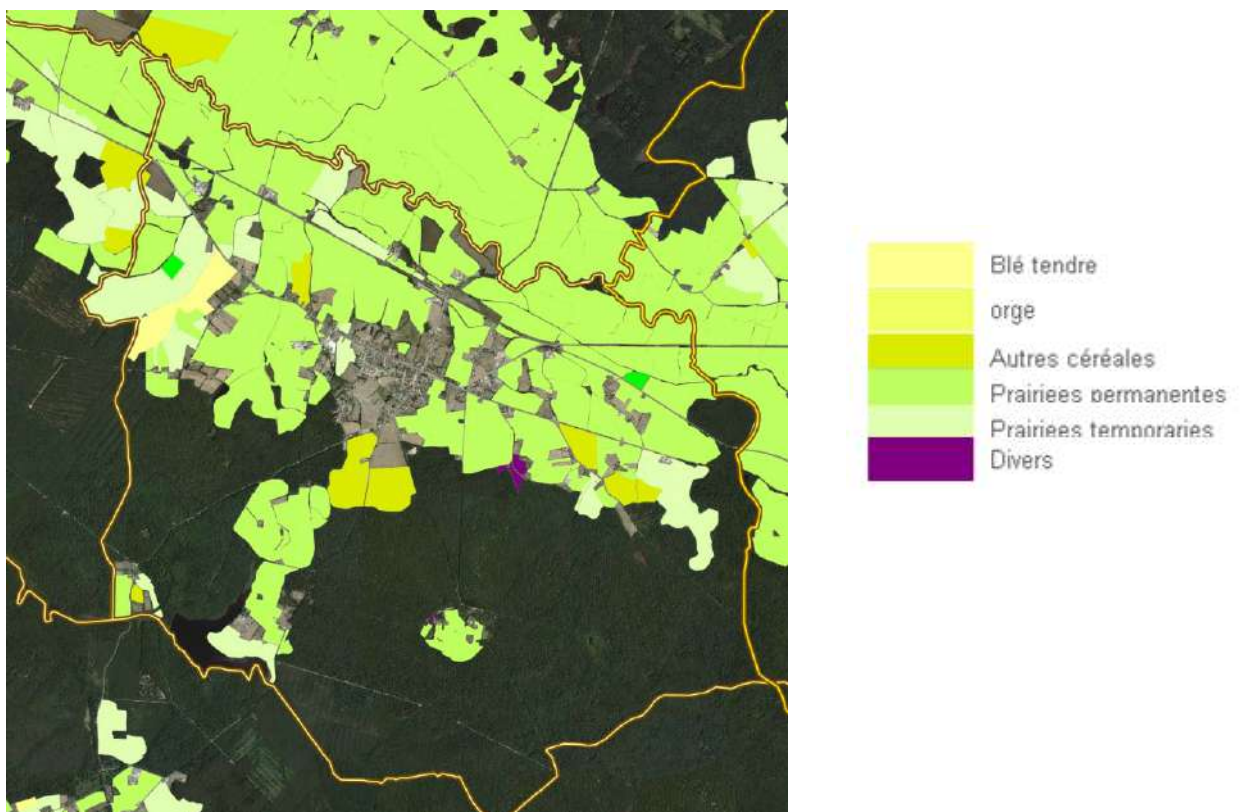 Blé tendre
orge
Autres céréales
Prairiees permanentes
Prairiees temporaries
Divers